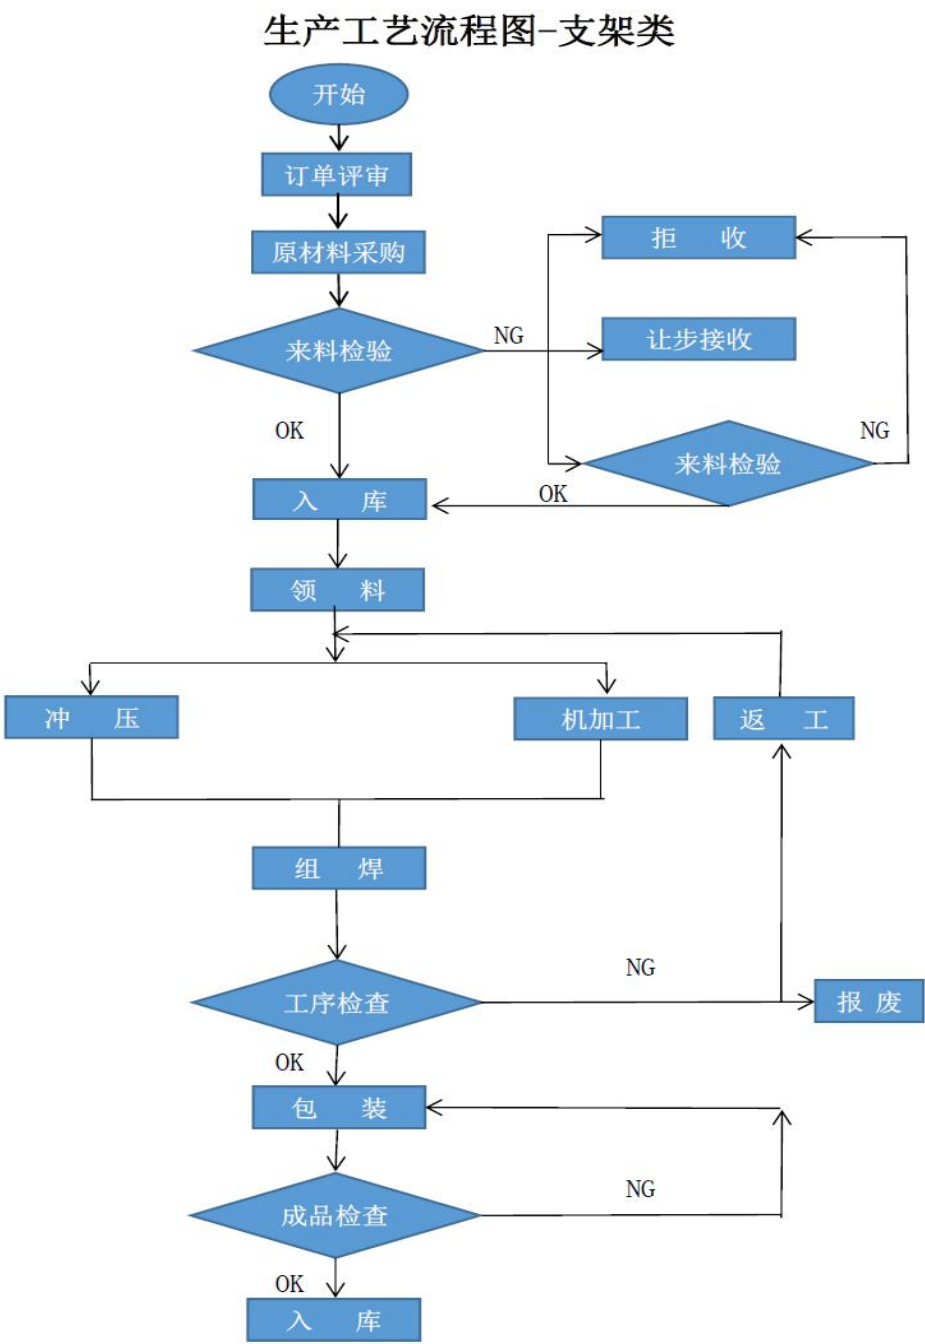 生产工艺流程图-支架类
开始
订单评审
原材料采购
拒 收
来料检验
NG
让步接收
OK
来料检验
NG
入 库
OK
领 料
冲 压
机加工
返 工
组 焊
工序检查
NG
报 废
OK
包 装
成品检查
NG
OK
入 库